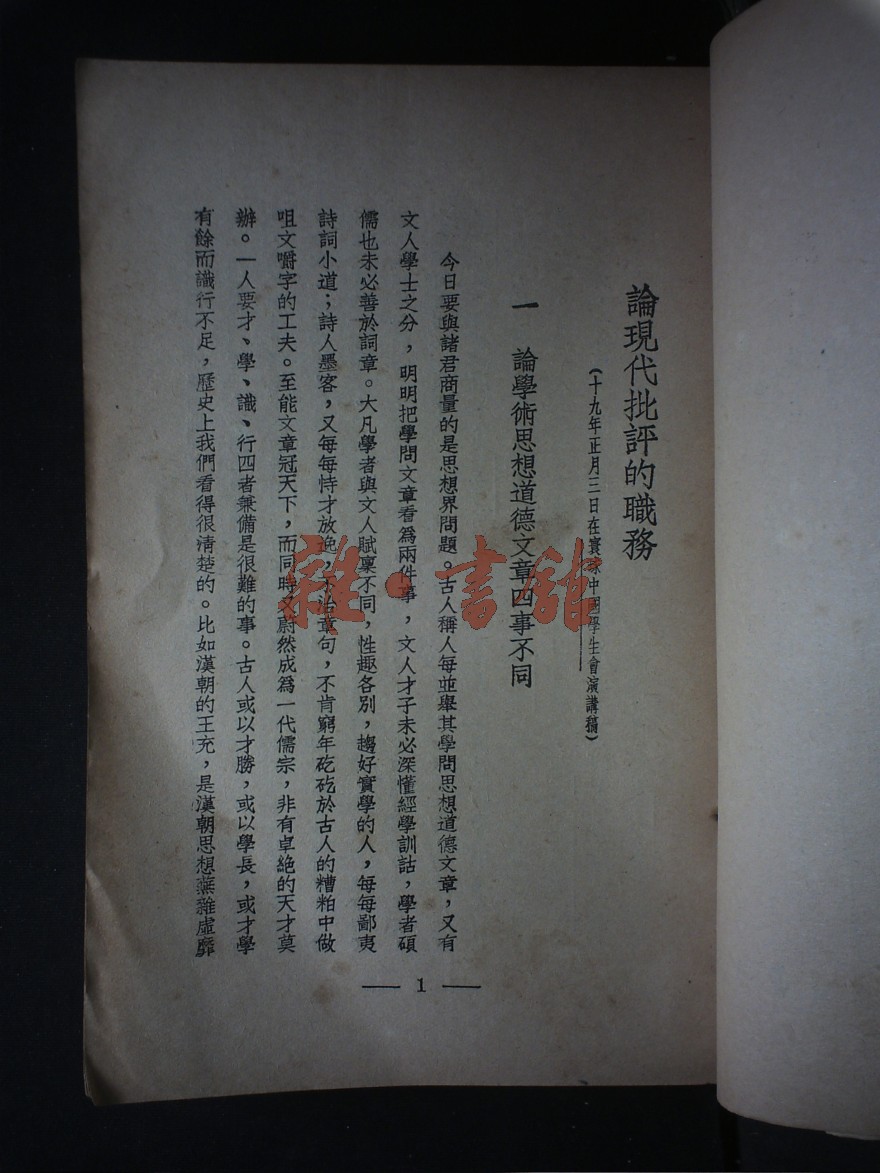 論現代批評的職務
（十九年正月三日在寰球中國學生會演講稿）
一　論學術思想道德文章四事不同
今日要與諸君商量的是思想界問題。古人稱人每並舉其學問思想道德文章，又有
文人學士之分，明明把學問文章看爲兩件事，文人才子未必深懂經學訓詁，學者碩
儒也未必善於詞章。大凡學者與文人賦稟不同，性趣各別，趨好實學的人，每每鄙夷
詩詞小道；詩人墨客，又每每恃才放逸，不治章句，不肯窮年矻矻於古人的糟粕中做
咀文嚼字的工夫。至能文章冠天下，而同時又蔚然成爲一代儒宗，非有卓絶的天才莫
辦。一人要才、學、識、行四者兼備是很難的事。古人或以才勝，或以學長，或才學
有餘而識行不足，歷史上我們看得很清楚的。比如漢朝的王充，是漢朝思想蕪雜虛靡
— 1 —
雜·書舘